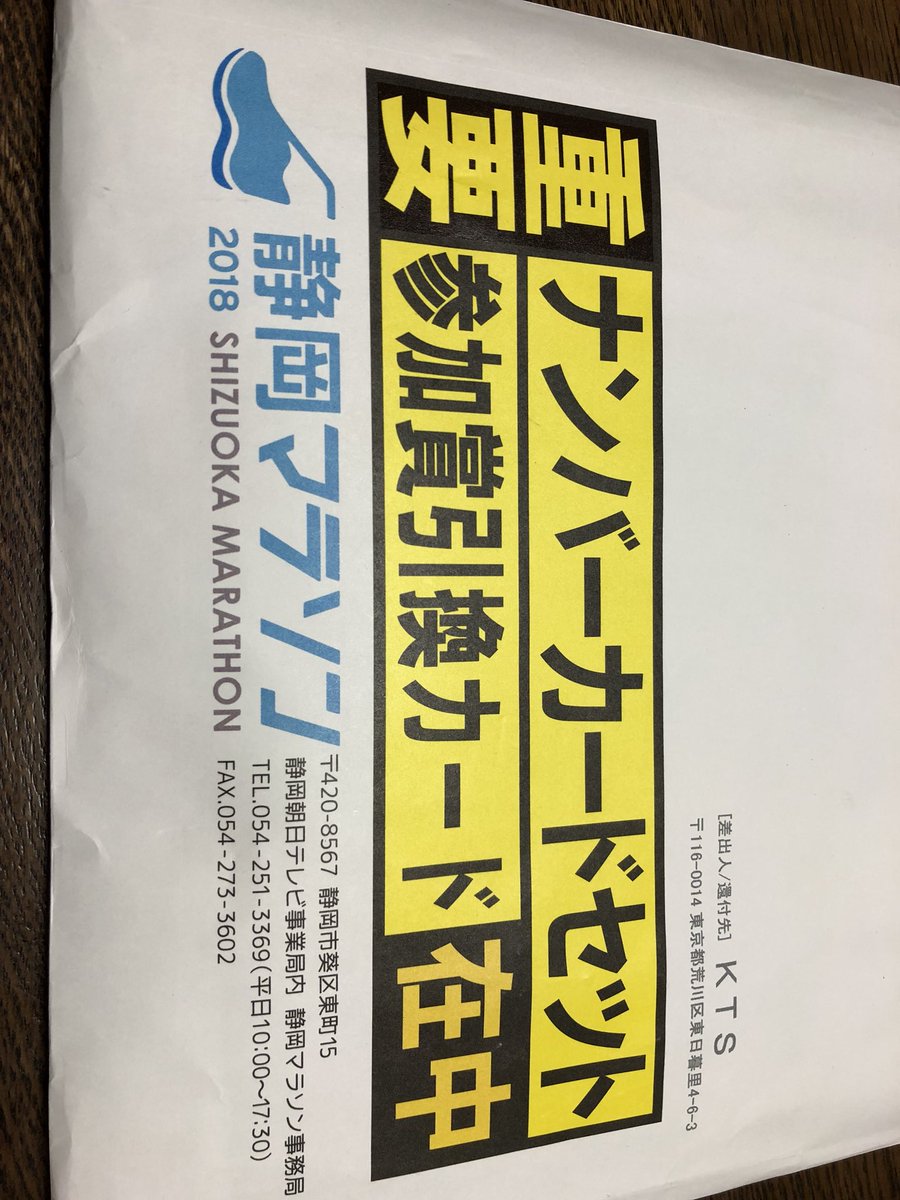 [差出人/還付先] KTS
〒116-0014 東京都荒川区東日暮里4-6-3
重要
ナンバーカードセット
参加賞引換カード
在中
静岡マラソン
2018 SHIZUOKA MARATHON
〒420-8567 静岡市葵区東町15
静岡朝日テレビ事業局内 静岡マラソン事務局
TEL.054-251-3369(平日10:00〜17:30)
FAX.054-273-3602